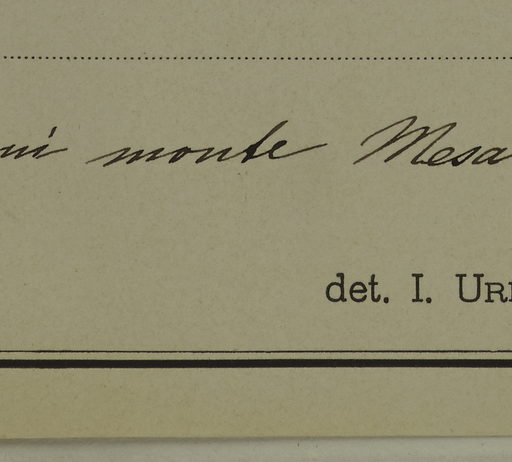 monte Mesa
det. I. UR